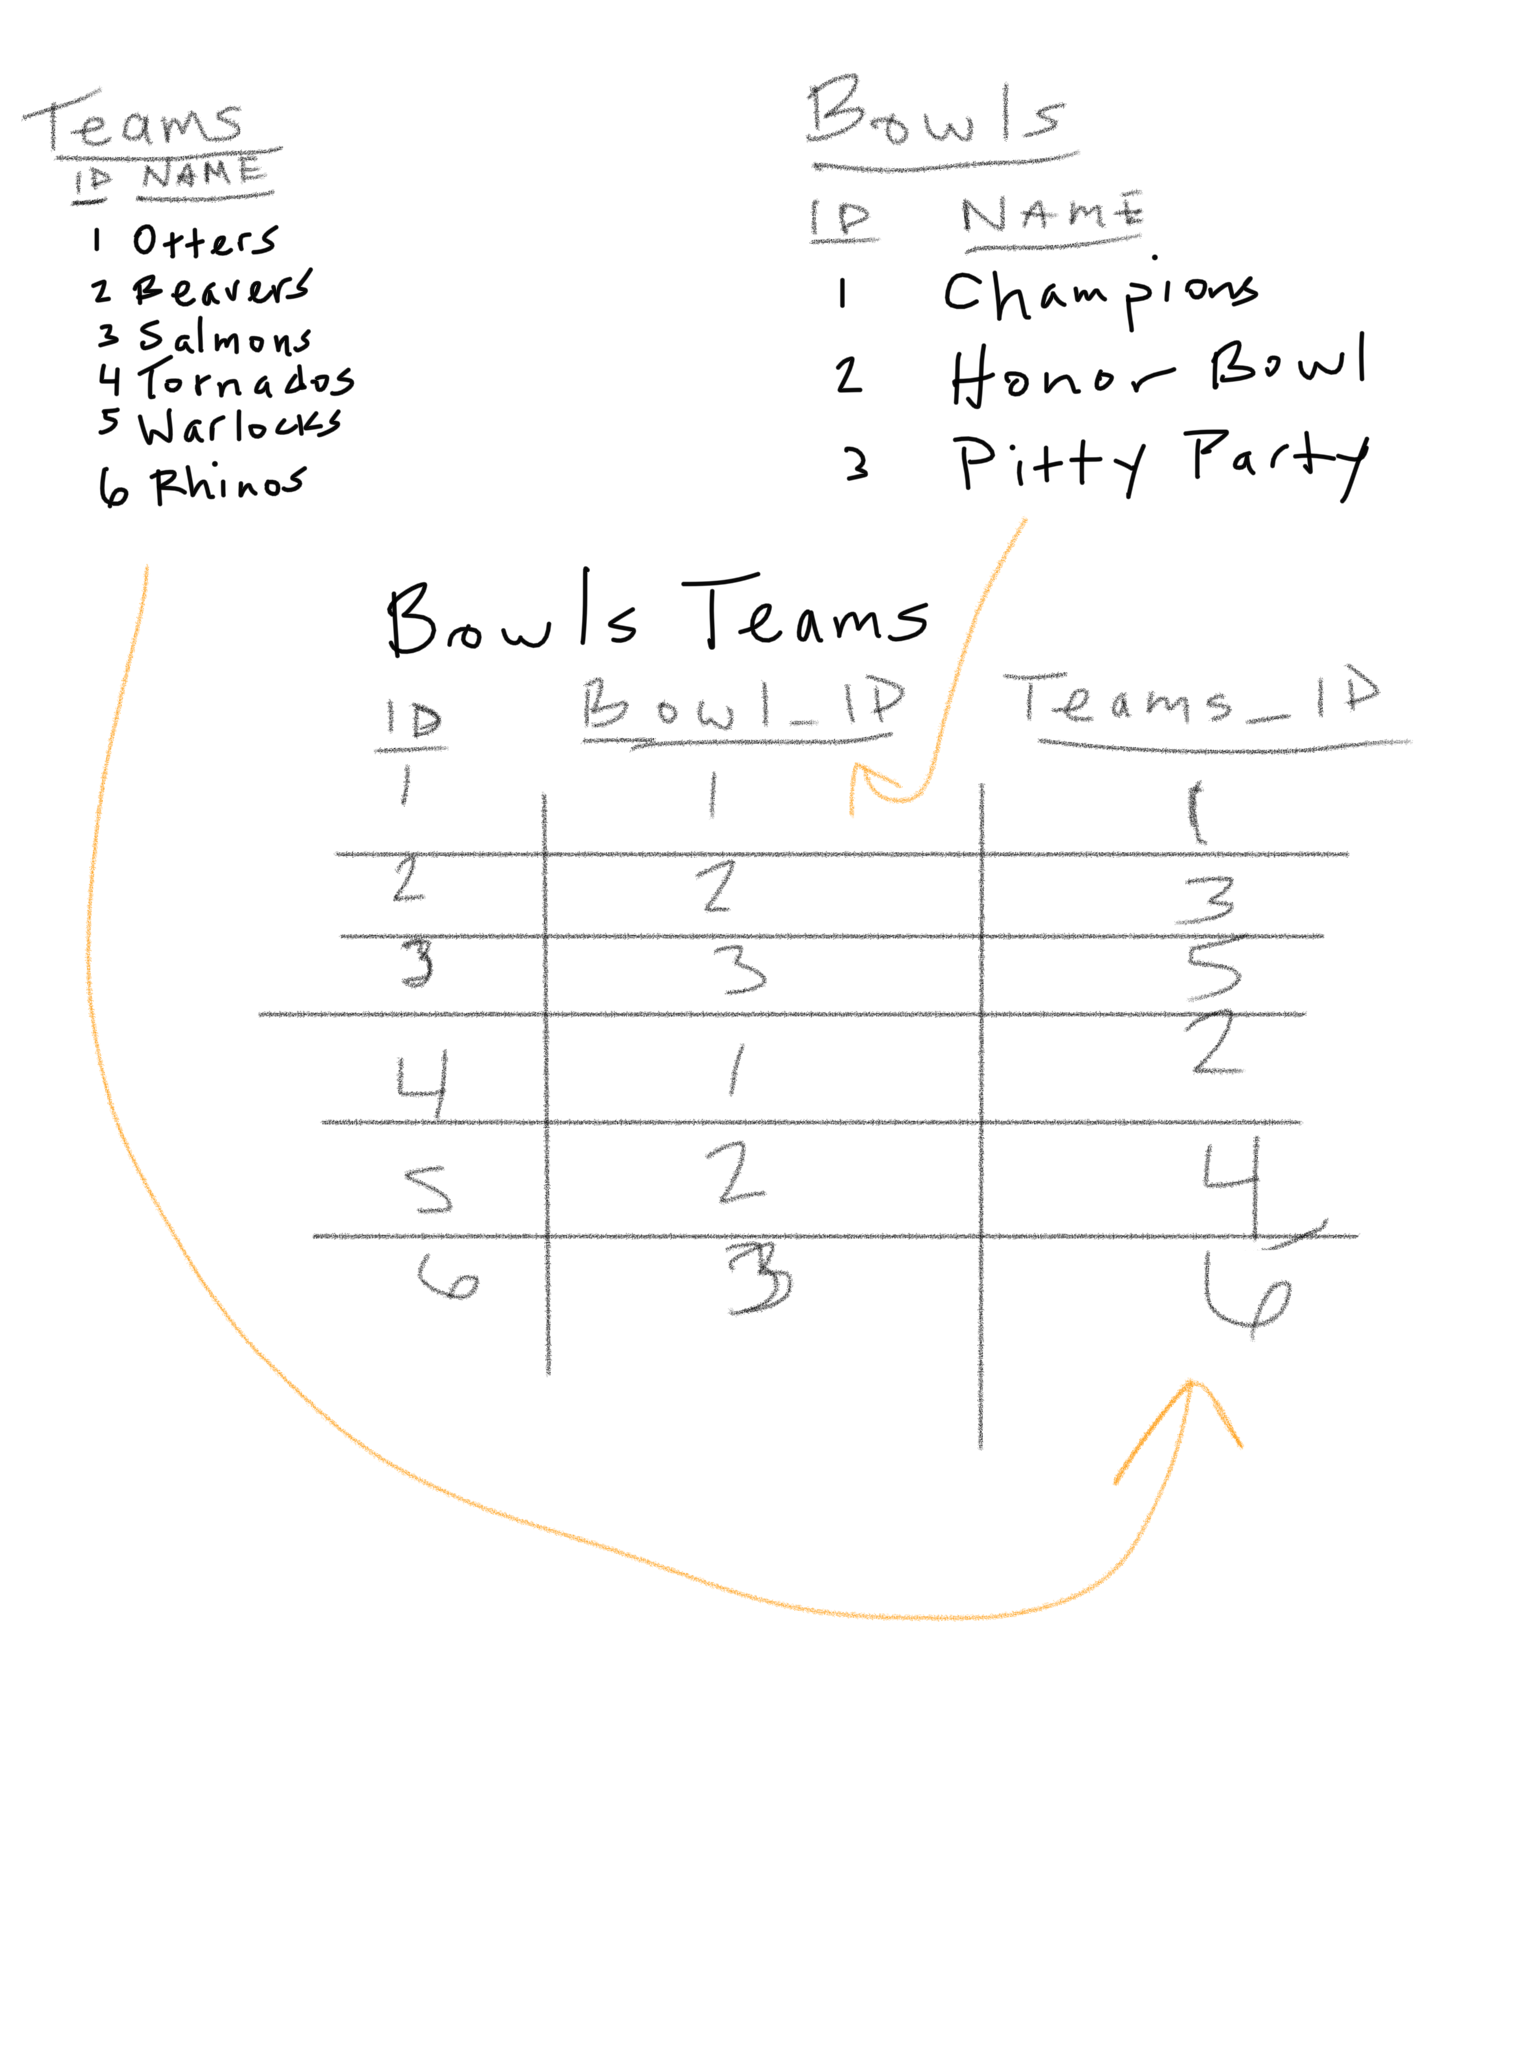 Teams
ID NAME
1 Otters
2 Beavers
3 Salmons
4 Tornados
5 Warlocks
6 Rhinos
Bowls
ID NAME
1 Champions
2 Honor Bowl
3 Pitty Party
Bowls Teams
ID Bowl_ID Teams_ID
1 1 1
2 2 3
3 3 5
4 1 2
5 2 4
6 3 6